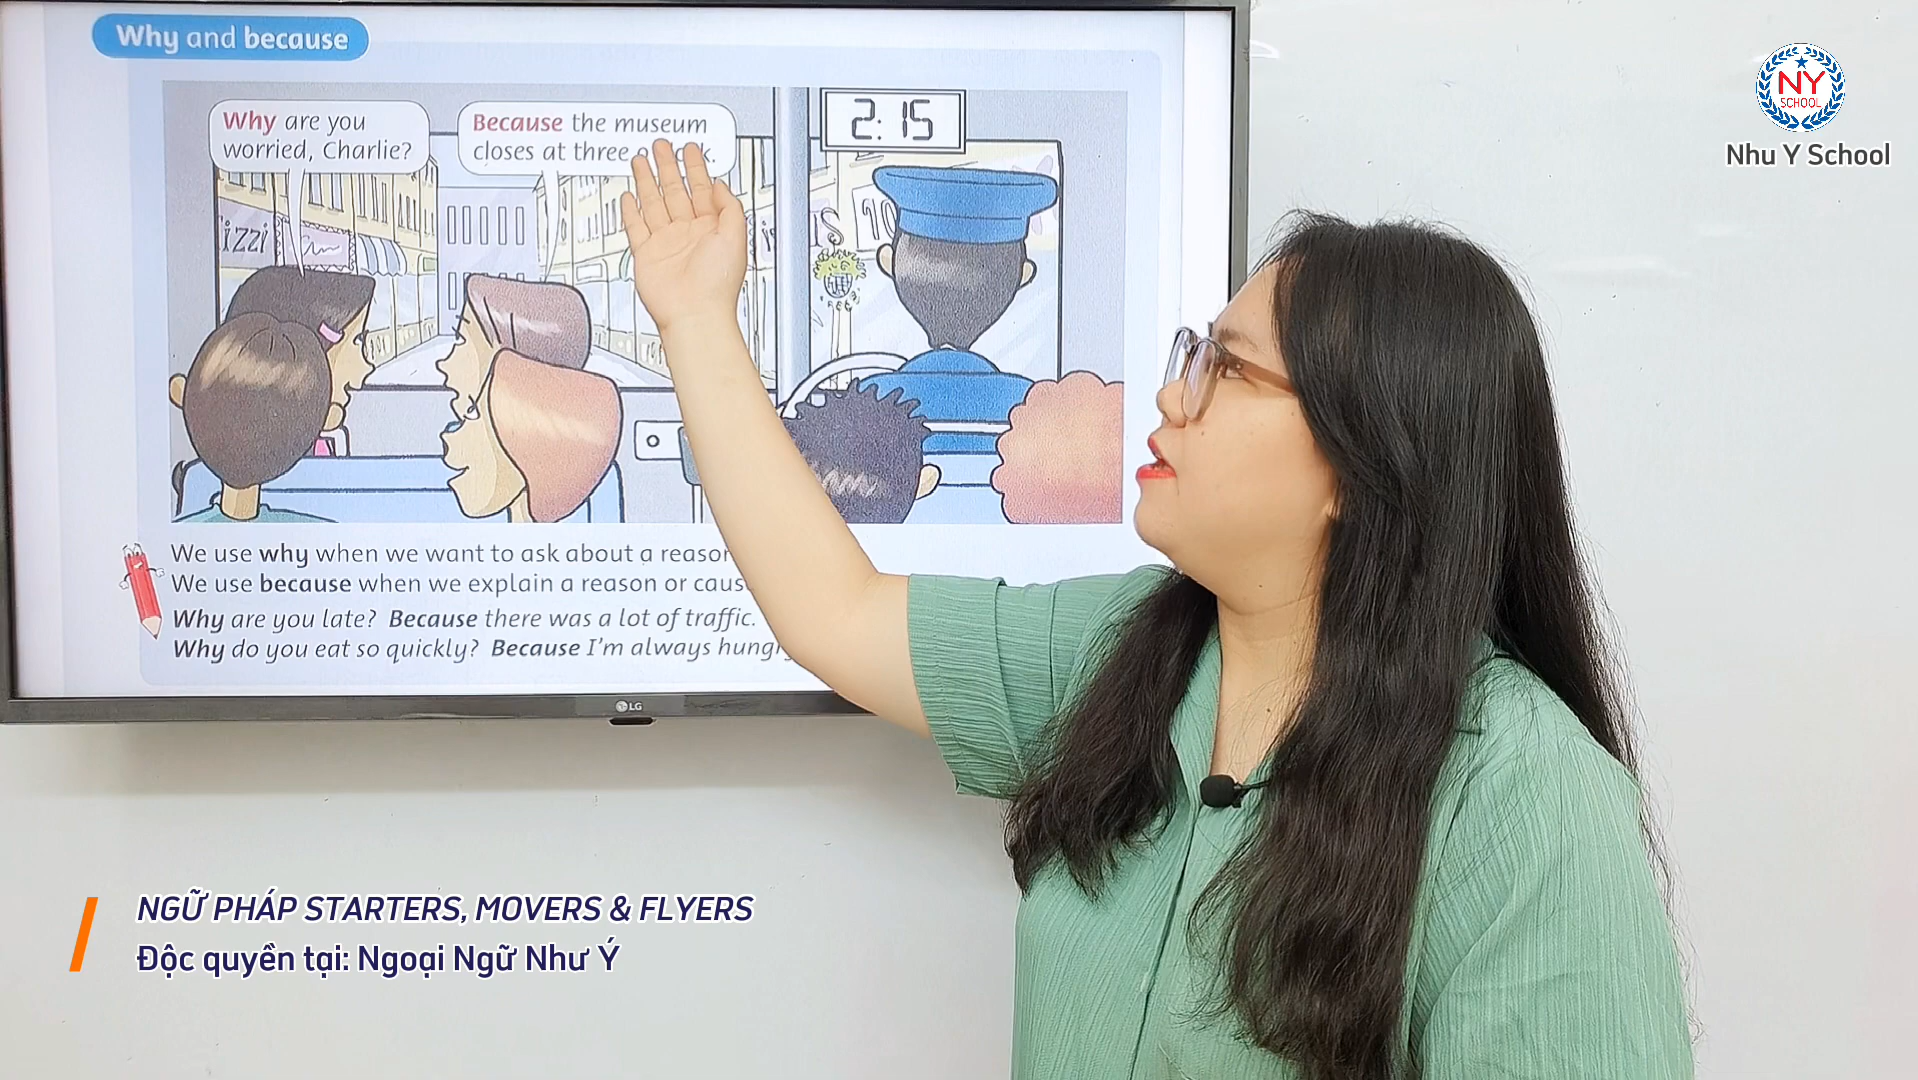 Why and because
Why are you
worried, Charlie?
Because the museum
closes at three
2:15
izzi
We use why when we want to ask about a reason
We use because when we explain a reason or
Why are you late? Because there was a lot of traffic.
Why do you eat so quickly? Because I'm always
LG
NY
SCHOOL
Nhu Y School
NGỮ PHÁP STARTERS, MOVERS & FLYERS
Độc quyền tại: Ngoại Ngữ Như Ý